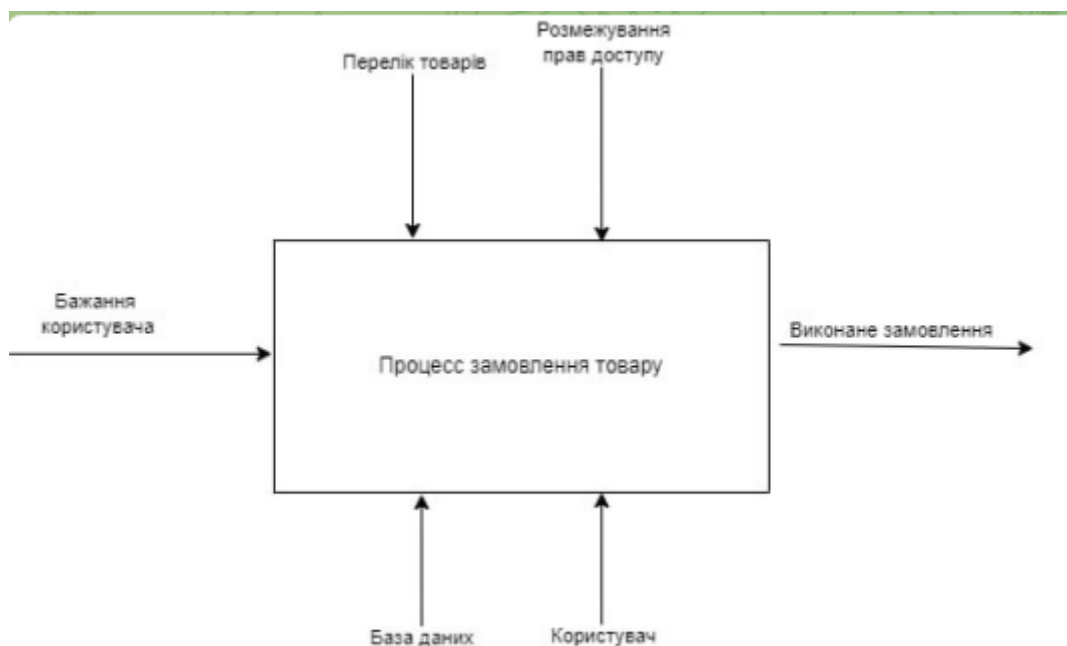 Розмежування
прав доступу
Перелік товарів
Бажання
користувача
Виконане замовлення
Процесс замовлення товару
База даних
Користувач